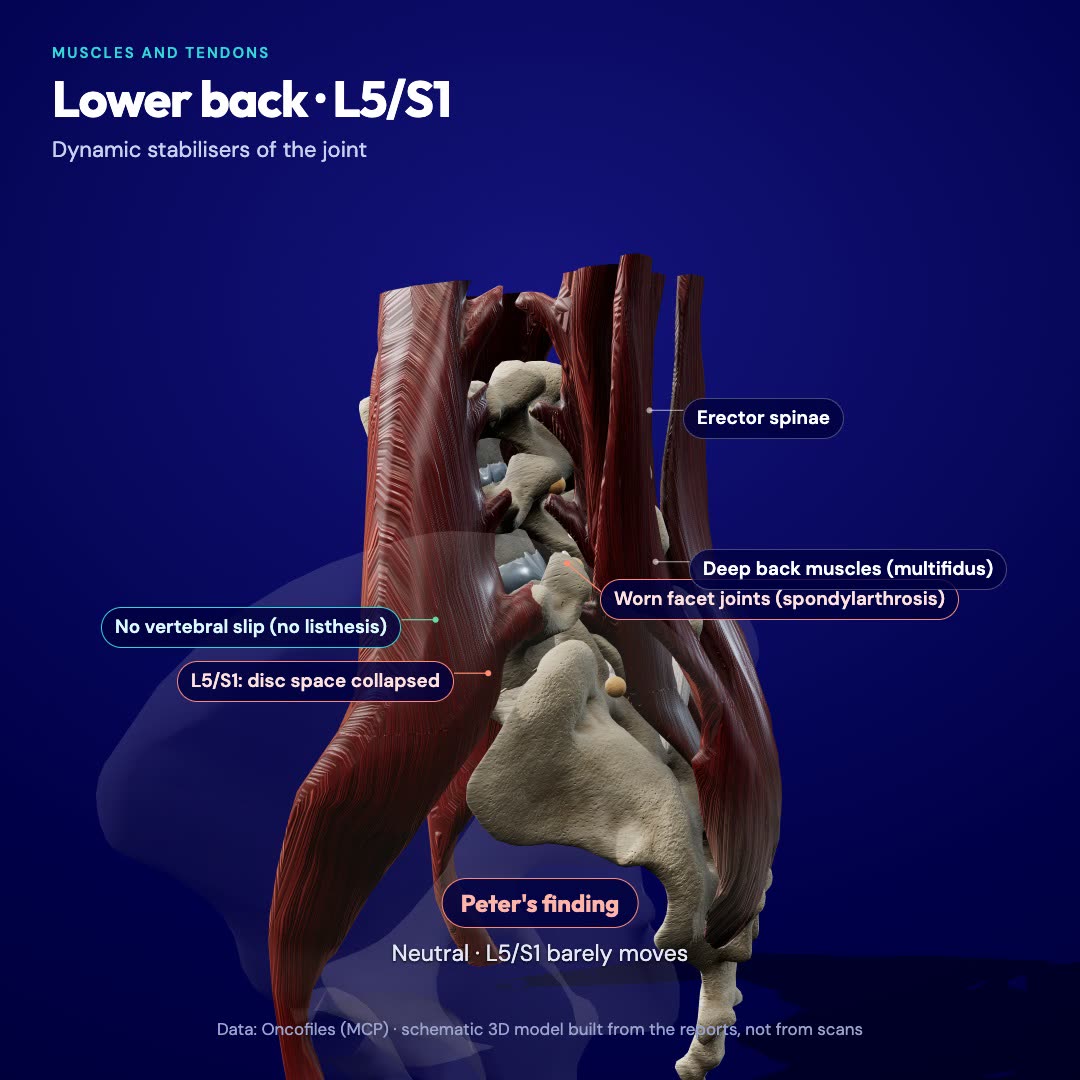 MUSCLES AND TENDONS
Lower back · L5/S1
Dynamic stabilisers of the joint
Erector spinae
Deep back muscles (multifidus)
Worn facet joints (spondylarthrosis)
No vertebral slip (no listhesis)
L5/S1: disc space collapsed
Peter's finding
Neutral · L5/S1 barely moves
Data: Oncofiles (MCP) · schematic 3D model built from the reports, not from scans